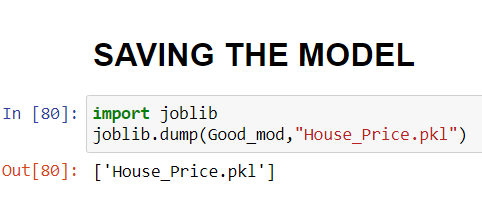 SAVING THE MODEL
In [80]: import joblib
joblib.dump(Good_mod,"House_Price.pkl")
Out[80]: ['House_Price.pkl']